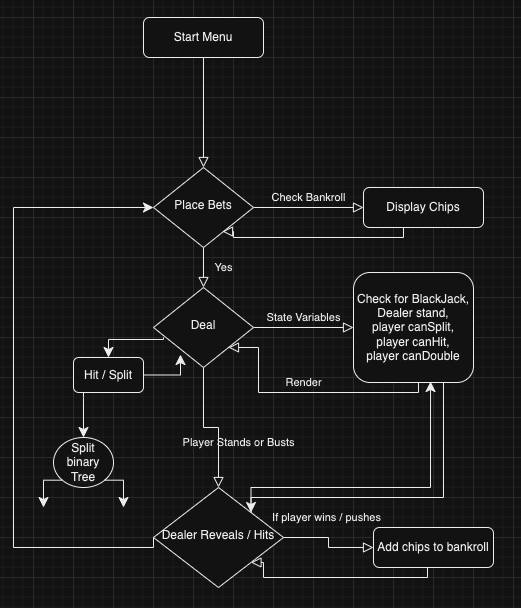 Start Menu
Place Bets
Check Bankroll
Display Chips
Yes
Deal
State Variables
Check for BlackJack,
Dealer stand,
player canSplit,
player canHit,
player canDouble
Hit / Split
Render
Split
binary
Tree
Player Stands or Busts
If player wins / pushes
Dealer Reveals / Hits
Add chips to bankroll